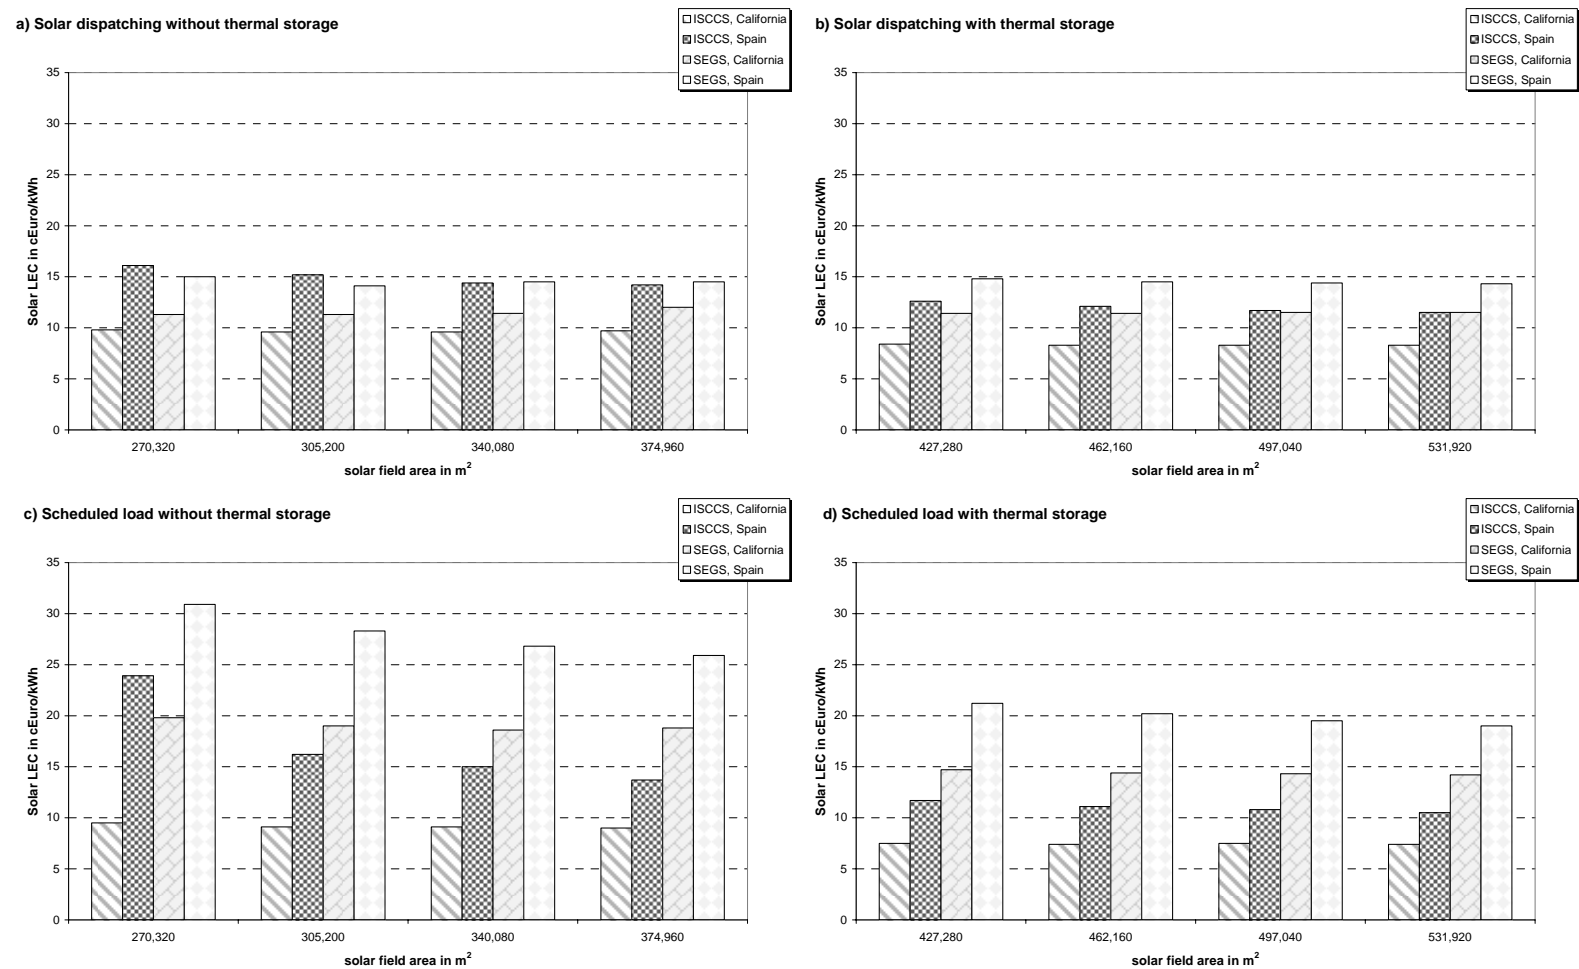 a) Solar dispatching without thermal storage
ISCCS, California
ISCCS, Spain
SEGS, California
SEGS, Spain
35
30
25
20
15
10
5
0
Solar LEC in cEuro/kWh
270,320
305,200
340,080
374,960
solar field area in m²
b) Solar dispatching with thermal storage
ISCCS, California
ISCCS, Spain
SEGS, California
SEGS, Spain
35
30
25
20
15
10
5
0
Solar LEC in cEuro/kWh
427,280
462,160
497,040
531,920
solar field area in m²
c) Scheduled load without thermal storage
ISCCS, California
ISCCS, Spain
SEGS, California
SEGS, Spain
35
30
25
20
15
10
5
0
Solar LEC in cEuro/kWh
270,320
305,200
340,080
374,960
solar field area in m²
d) Scheduled load with thermal storage
ISCCS, California
ISCCS, Spain
SEGS, California
SEGS, Spain
35
30
25
20
15
10
5
0
Solar LEC in cEuro/kWh
427,280
462,160
497,040
531,920
solar field area in m²